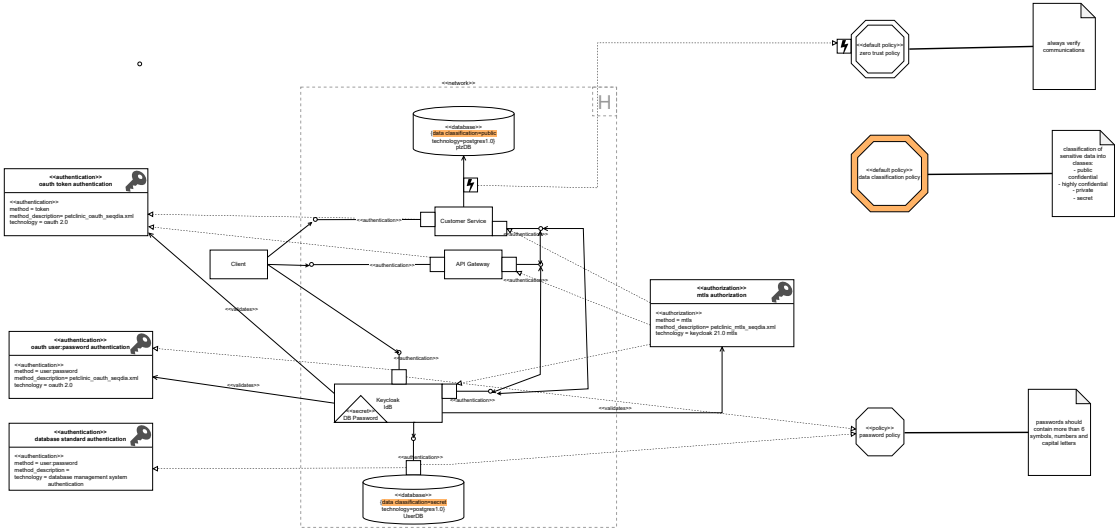 always verify
communications
<<default policy>>
zero trust policy
<<network>>
H
<<database>>
{data classification=public
technology=postgres1.0}
plzDB
classification of
sensitive data into
classes:
- public
confidential
- highly confidential
- private
- secret
<<default policy>>
data classification policy
<<authentication>>
oauth token authentication
<<authentication>>
method = token
method_description= petclinic_oauth_seqdia.xml
technology = oauth 2.0
<<authentication>>
Customer Service
<<authentication>>
Client
<<authentication>>
API Gateway
<<authorization>>
mtls authorization
<<authorization>>
method = mtls
method_description= petclinic_mtls_seqdia.xml
technology = keycloak 21.0 mtls
<<validates>>
<<authentication>>
oauth user:password authentication
<<authentication>>
method = user:password
method_description= petclinic_oauth_seqdia.xml
technology = oauth 2.0
<<authentication>>
<<validates>>
Keycloak
IdB
<<secret>>
DB Password
<<authentication>>
<<validates>>
<<policy>>
password policy
passwords should
contain more than 6
symbols, numbers and
capital letters
<<authentication>>
database standard authentication
<<authentication>>
method = user:password
method_description =
technology = database management system
authentication
<<authentication>>
<<database>>
{data classification=secret
technology=postgres1.0}
UserDB